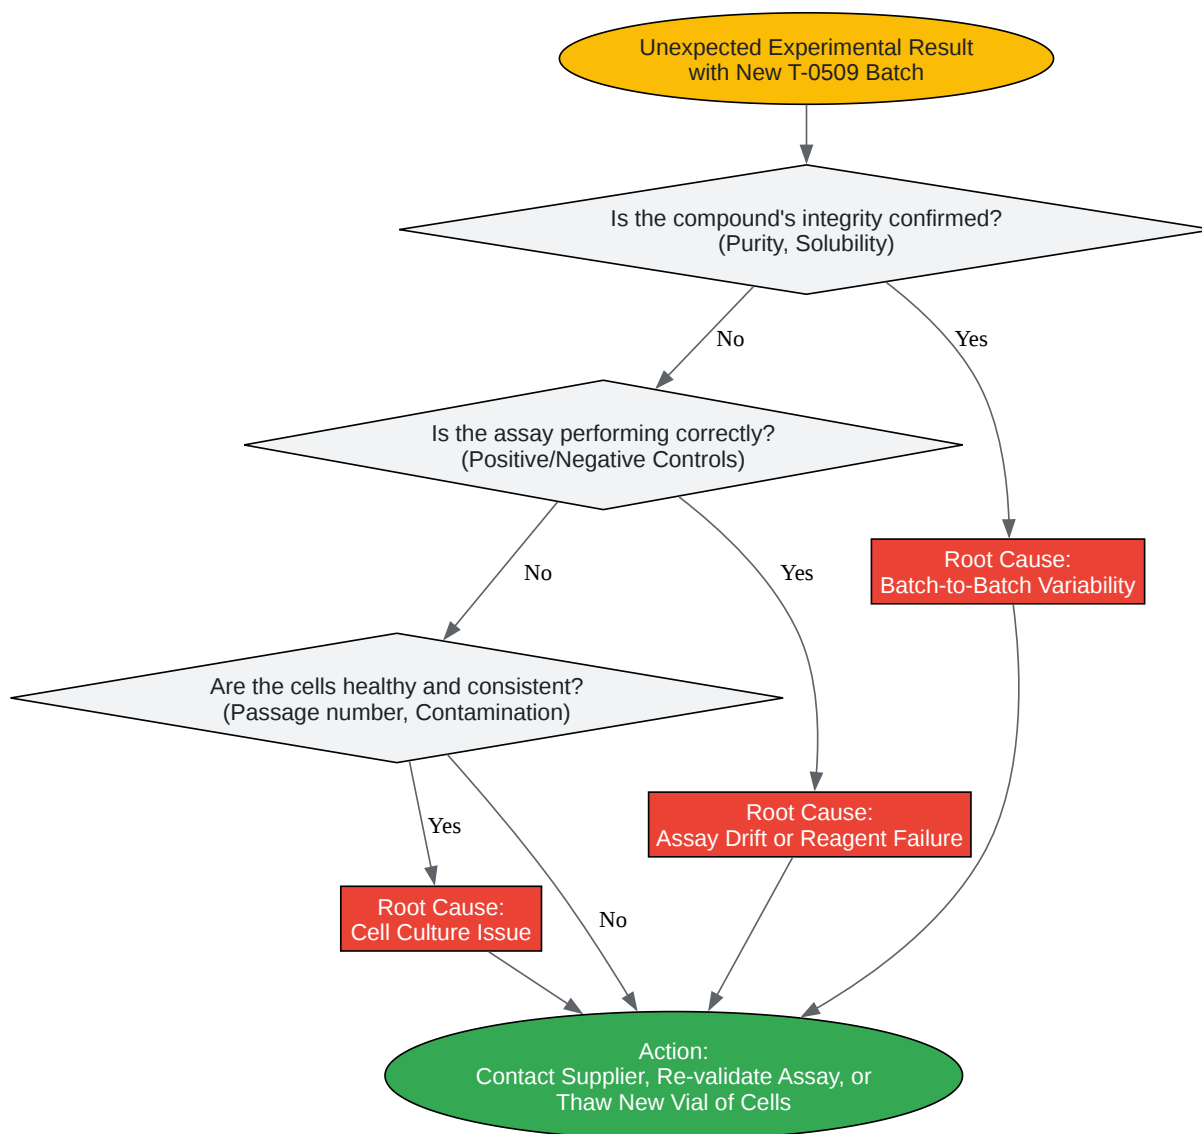 Unexpected Experimental Result
with New T-0509 Batch
Is the compound's integrity confirmed?
(Purity, Solubility)
No
Yes
Is the assay performing correctly?
(Positive/Negative Controls)
No
Yes
Root Cause:
Batch-to-Batch Variability
Are the cells healthy and consistent?
(Passage number, Contamination)
Yes
No
Root Cause:
Assay Drift or Reagent Failure
Root Cause:
Cell Culture Issue
Action:
Contact Supplier, Re-validate Assay, or
Thaw New Vial of Cells